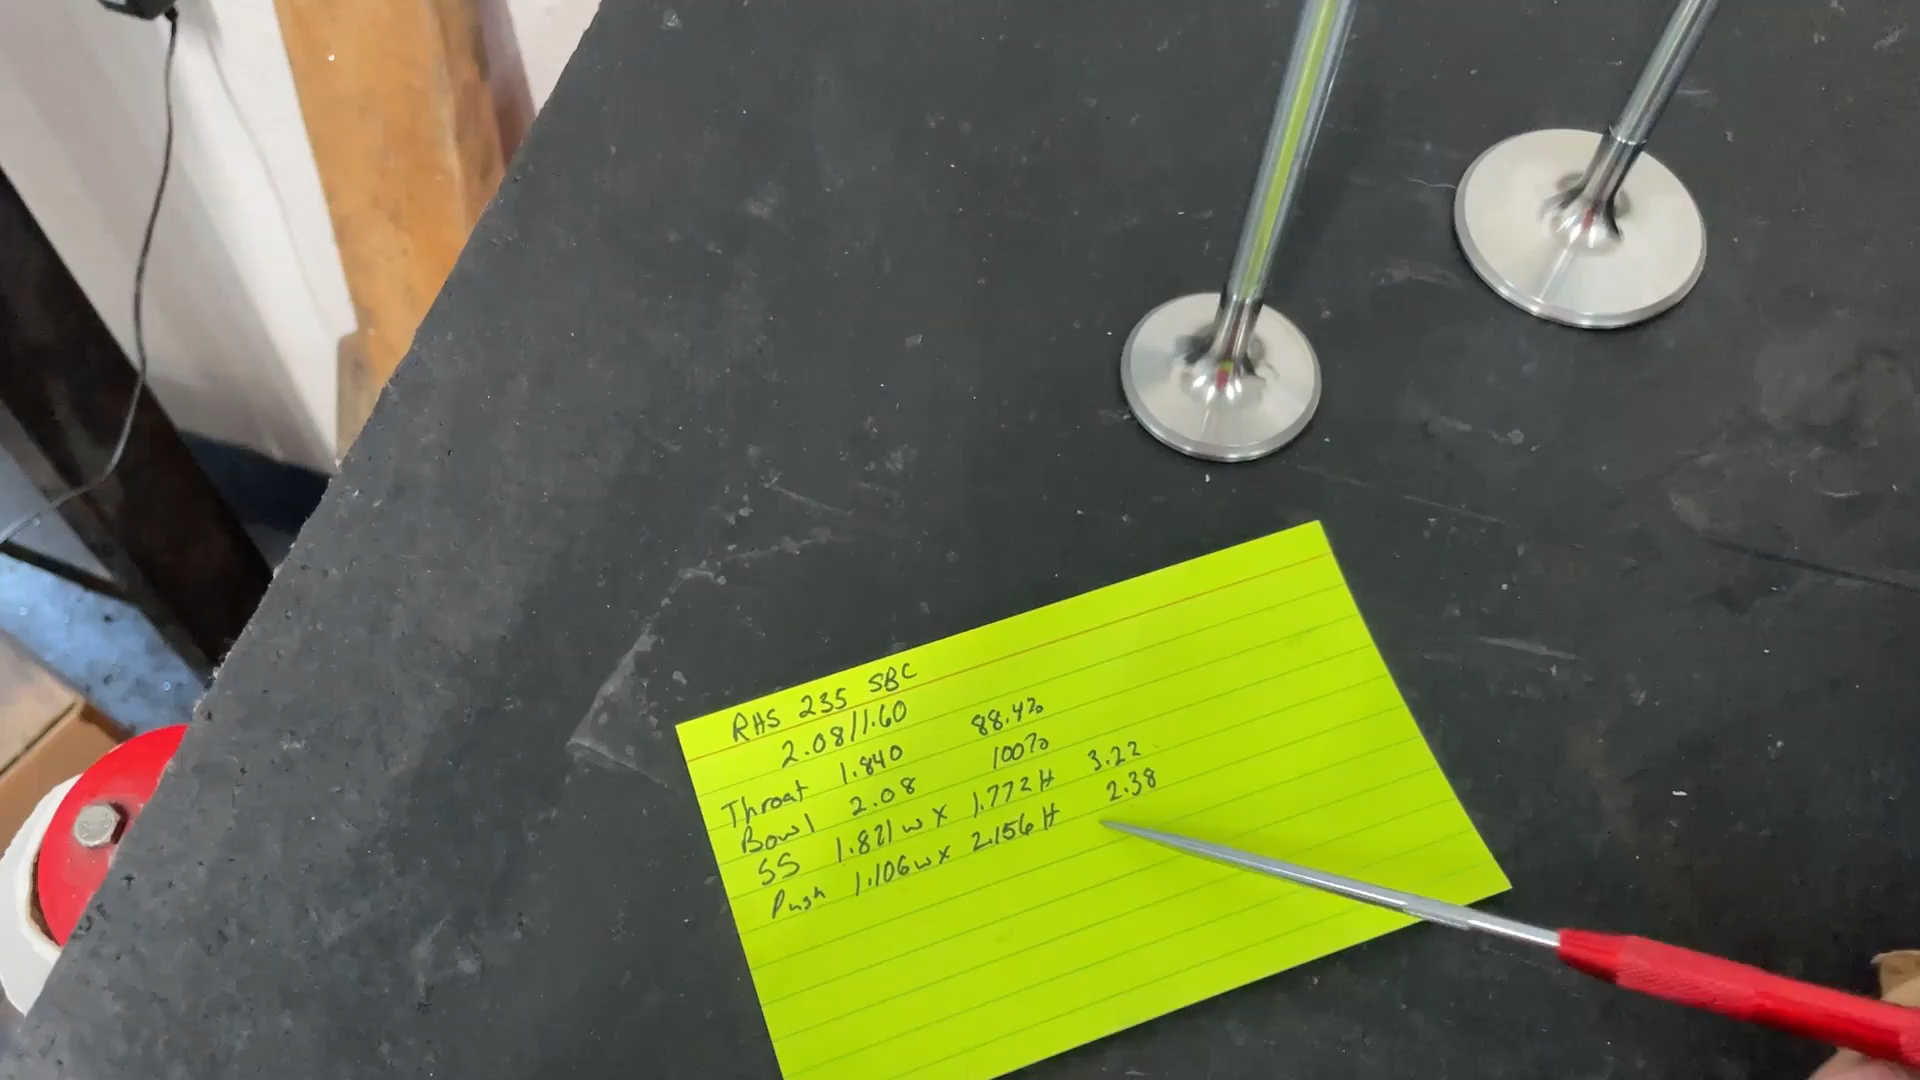 RHS 235 SBC
2.08/1.60
Throat 1.840 88.4%
Bowl 2.08 100%
SS 1.821 w x 1.772 H 3.22
Push 1.106 w x 2.156 H 2.38